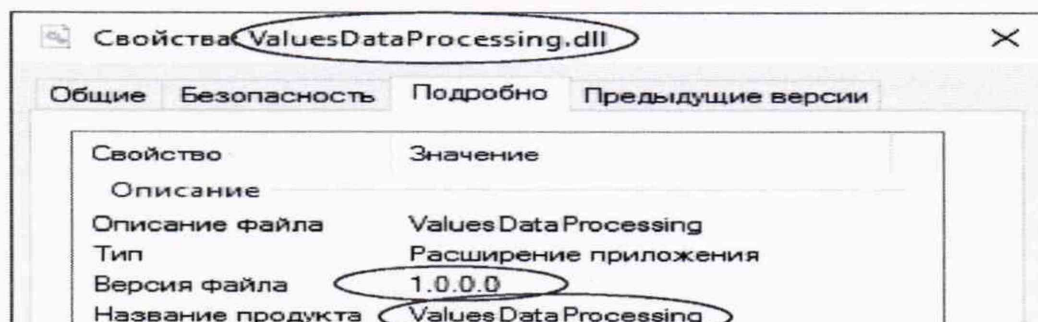 Свойства: ValuesDataProcessing.dll
Общие Безопасность Подробно Предыдущие версии
Свойство Значение
Описание
Описание файла ValuesDataProcessing
Тип Расширение приложения
Версия файла 1.0.0.0
Название продукта ValuesDataProcessing